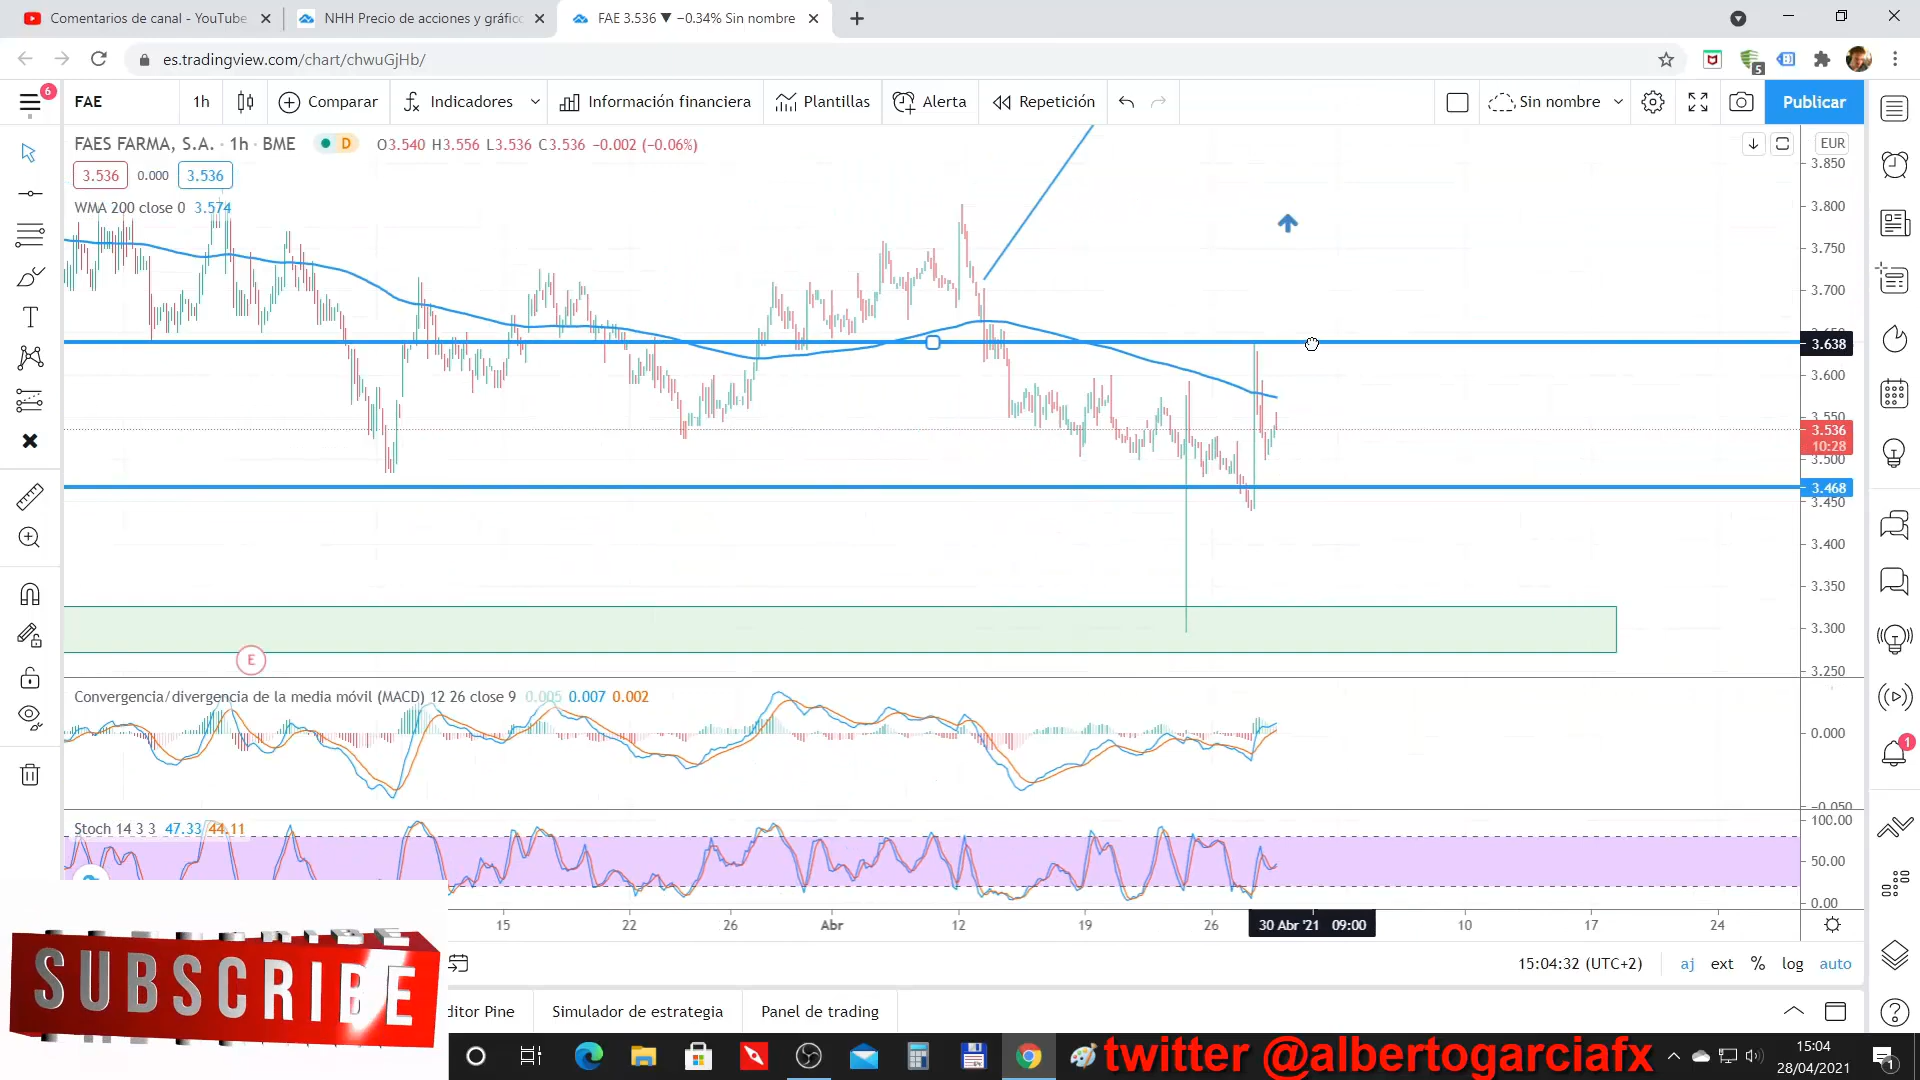 Comentarios de canal - YouTube
NHH Precio de acciones y gráfico
FAE 3.536 ▼ −0.34% Sin nombre
es.tradingview.com/chart/chwuGjHb/
5
6
FAE
1h
Comparar
Indicadores
Información financiera
Plantillas
Alerta
Repetición
Sin nombre
Publicar
FAES FARMA, S.A. · 1h · BME
D
O3.540 H3.556 L3.536 C3.536 −0.002 (−0.06%)
EUR
3.536
0.000
3.536
WMA 200 close 0 3.574
3.850
3.800
3.750
3.700
3.638
3.600
3.550
3.536
10:28
3.500
3.468
3.450
3.400
3.350
3.300
3.250
E
Convergencia/divergencia de la media móvil (MACD) 12 26 close 9 0.005 0.007 0.002
0.000
−0.050
1
Stoch 14 3 3 47.33 44.11
100.00
50.00
0.00
15
22
26
Abr
12
19
26
30 Abr '21 09:00
10
17
24
15:04:32 (UTC+2)
aj
ext
%
log
auto
ditor Pine
Simulador de estrategia
Panel de trading
SUBSCRIBE
twitter @albertogarciafx
15:04
28/04/2021
1